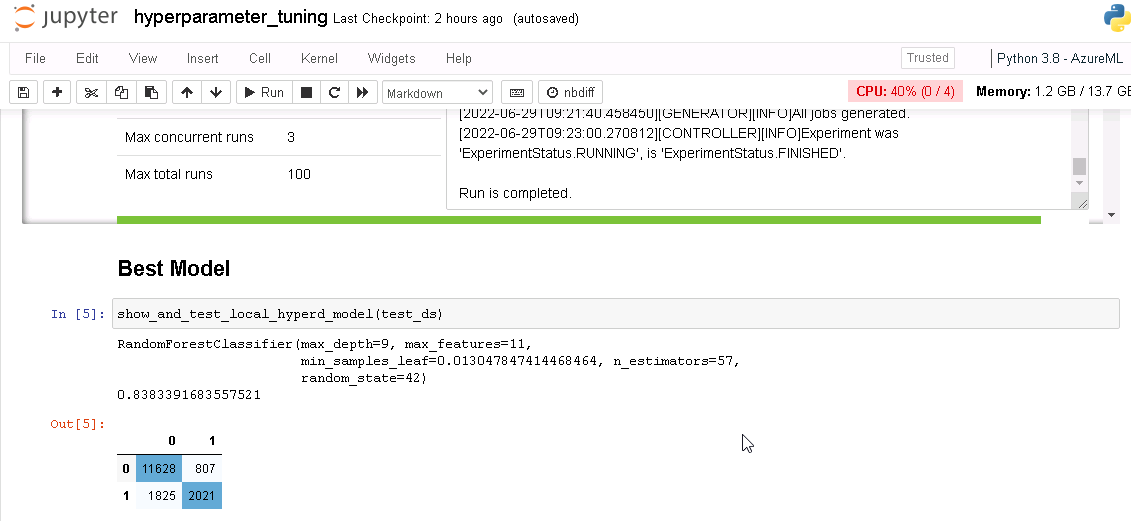 jupyter hyperparameter_tuning Last Checkpoint: 2 hours ago (autosaved)
File Edit View Insert Cell Kernel Widgets Help Trusted Python 3.8 - AzureML
Run Markdown nbdiff CPU: 40% (0 / 4) Memory: 1.2 GB / 13.7 GB
[2022-06-29T09:21:40.458450][GENERATOR][INFO]All jobs generated.
Max concurrent runs 3
[2022-06-29T09:23:00.270812][CONTROLLER][INFO]Experiment was
'ExperimentStatus.RUNNING', is 'ExperimentStatus.FINISHED'.
Max total runs 100
Run is completed.
Best Model
In [5]: show_and_test_local_hyperd_model(test_ds)
RandomForestClassifier(max_depth=9, max_features=11,
min_samples_leaf=0.013047847414468464, n_estimators=57,
random_state=42)
0.8383391683557521
Out[5]:
0 1
0 11628 807
1 1825 2021